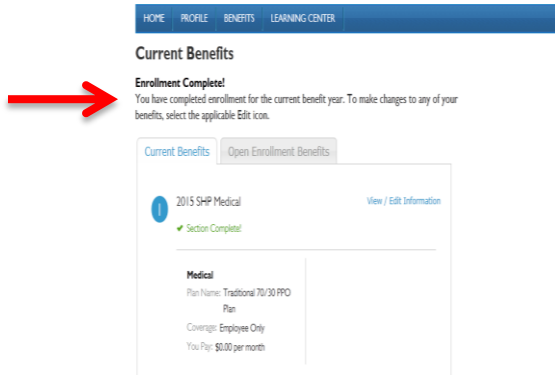 HOME PROFILE BENEFITS LEARNING CENTER
Current Benefits
Enrollment Complete!
You have completed enrollment for the current benefit year. To make changes to any of your
benefits, select the applicable Edit icon.
Current Benefits Open Enrollment Benefits
1 2015 SHP Medical View / Edit Information
✔ Section Complete!
Medical
Plan Name: Traditional 70/30 PPO
Plan
Coverage: Employee Only
You Pay: $0.00 per month